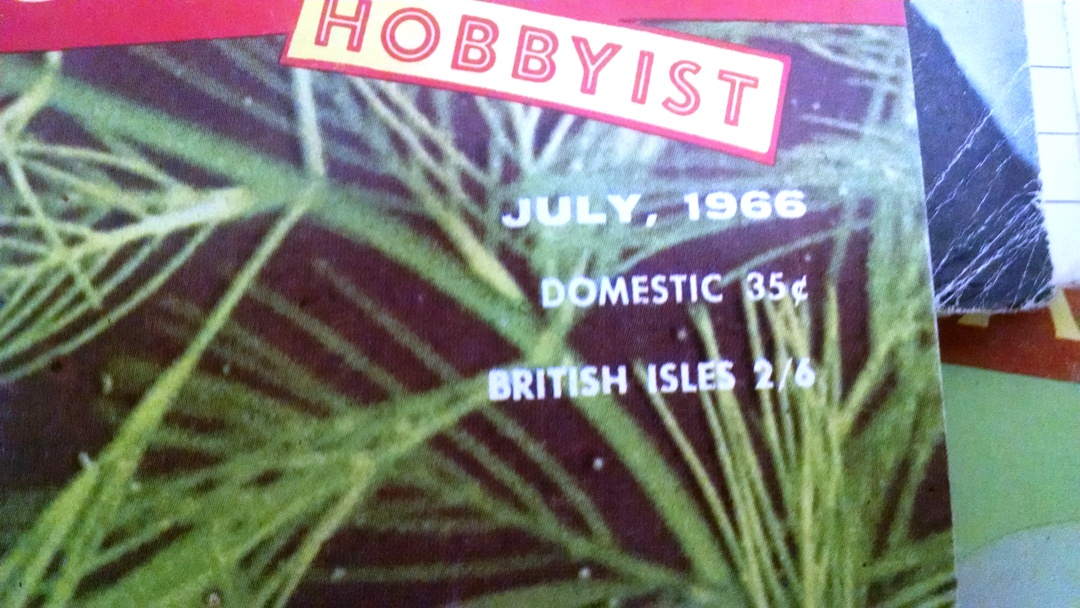 HOBBYIST
JULY, 1966
DOMESTIC 35¢
BRITISH ISLES 2/6